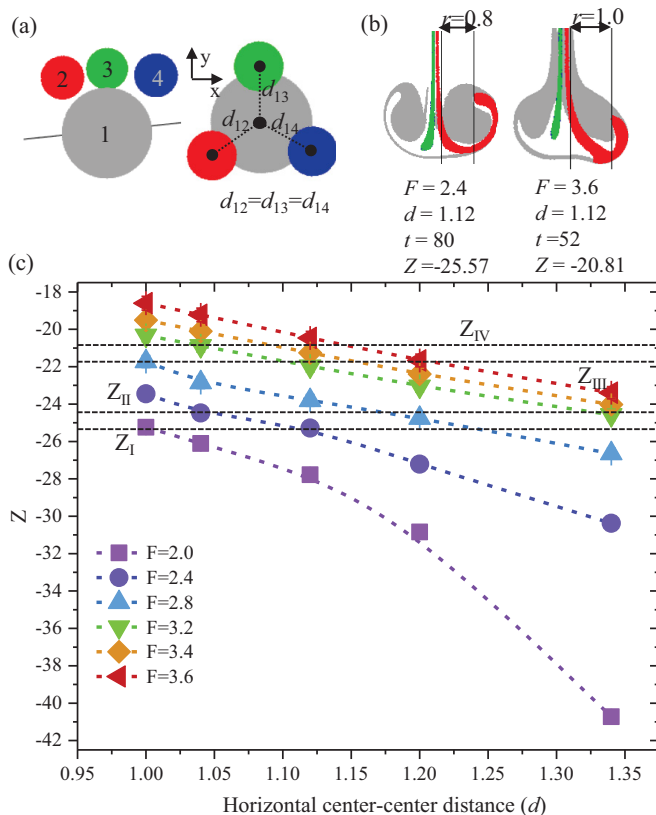 (a)
2
3
4
1
y
x
d13
d12
d14
d12=d13=d14
(b)
r=0.8
r=1.0
F = 2.4
d = 1.12
t = 80
Z =-25.57
F = 3.6
d = 1.12
t =52
Z =-20.81
(c)
-18
-20
-22
-24
-26
-28
-30
-32
-34
-36
-38
-40
-42
Z
ZIV
ZIII
ZII
ZI
F=2.0
F=2.4
F=2.8
F=3.2
F=3.4
F=3.6
0.95 1.00 1.05 1.10 1.15 1.20 1.25 1.30 1.35
Horizontal center-center distance (d)